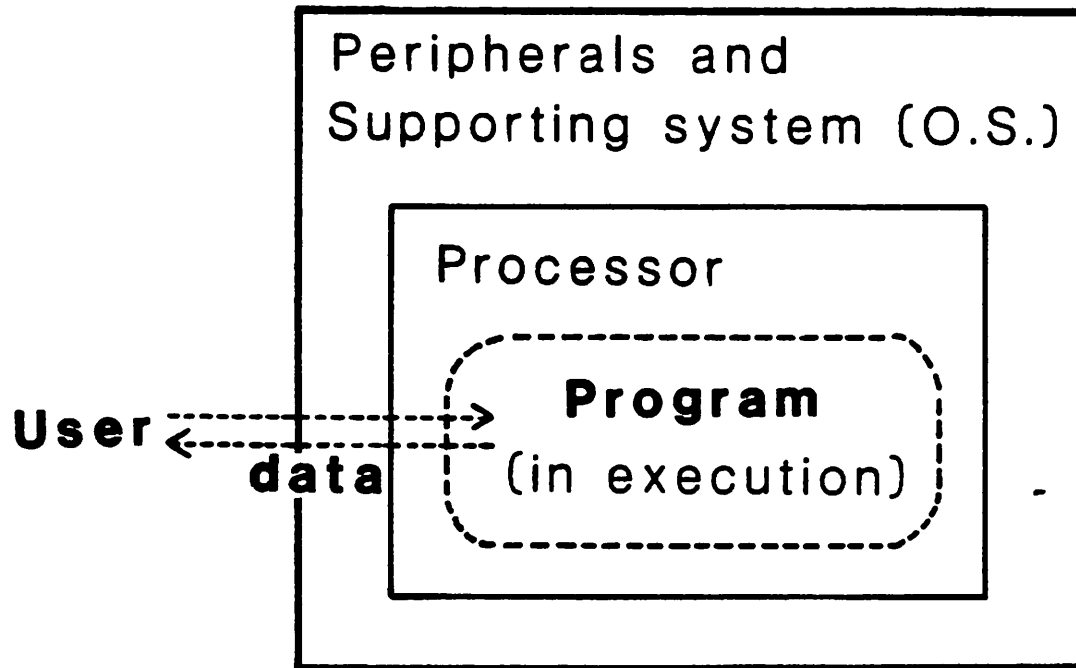 Peripherals and
Supporting system (O.S.)
Processor
Program
(in execution)
User
data